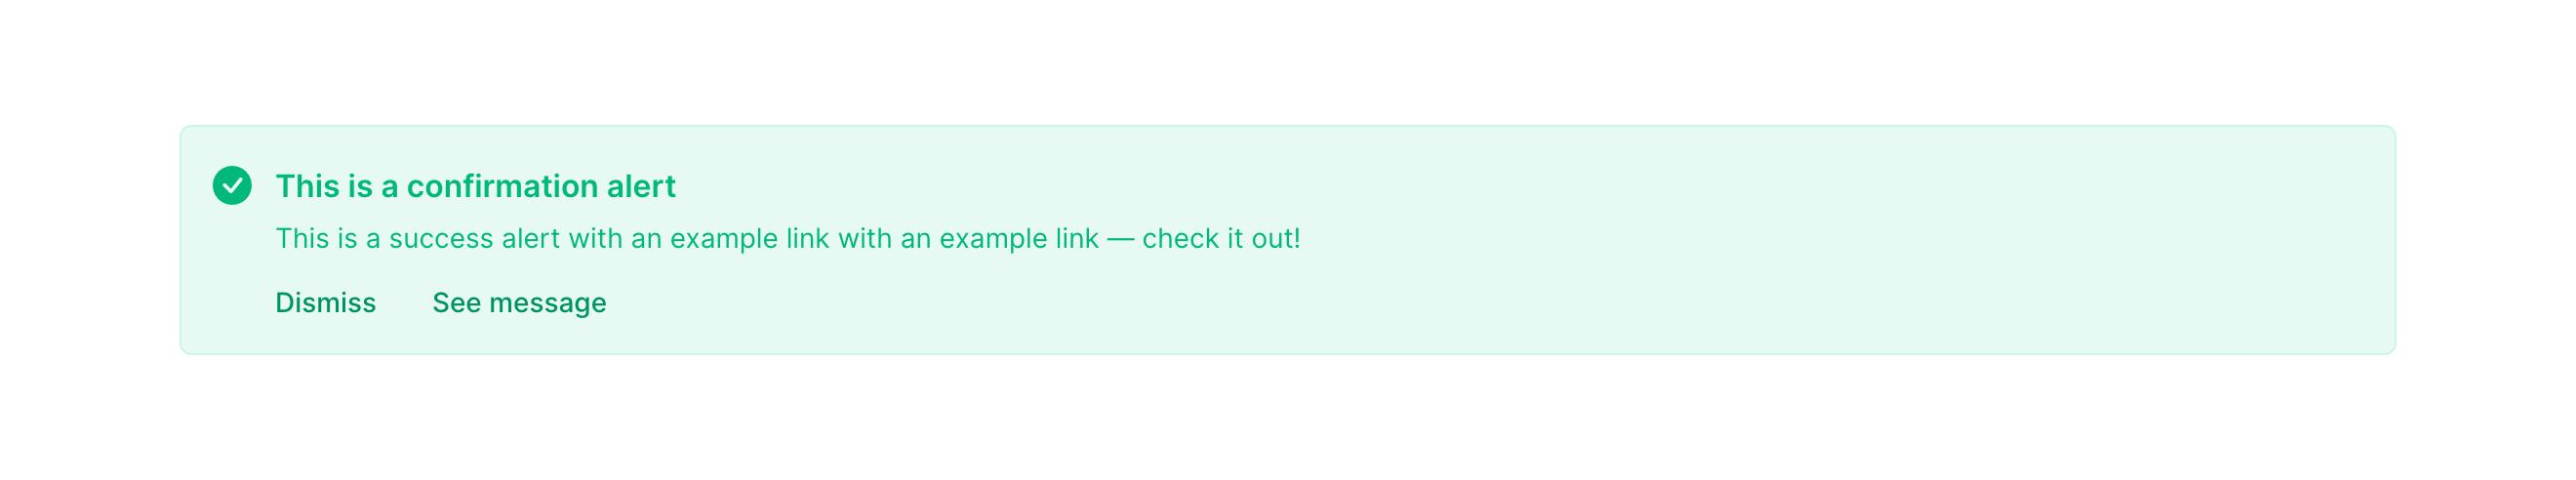 This is a confirmation alert
This is a success alert with an example link with an example link — check it out!
Dismiss See message